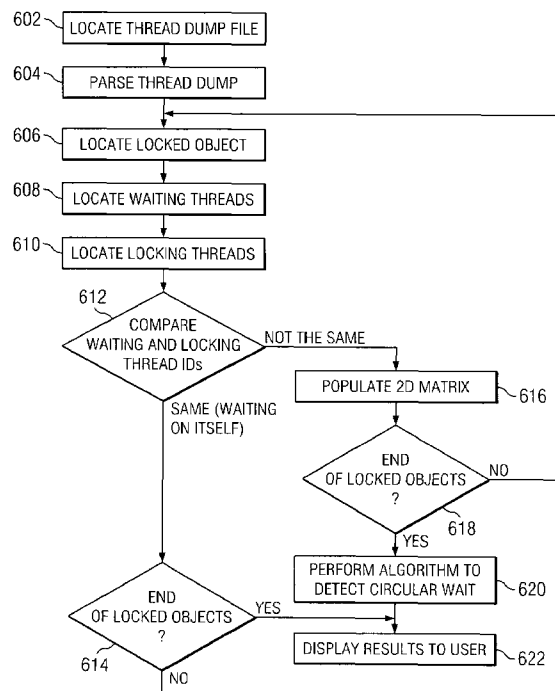 602
LOCATE THREAD DUMP FILE
604
PARSE THREAD DUMP
606
LOCATE LOCKED OBJECT
608
LOCATE WAITING THREADS
610
LOCATE LOCKING THREADS
612
COMPARE
WAITING AND LOCKING
THREAD IDs
NOT THE SAME
SAME (WAITING
ON ITSELF)
POPULATE 2D MATRIX
616
END
OF LOCKED OBJECTS
?
NO
618
YES
PERFORM ALGORITHM TO
DETECT CIRCULAR WAIT
620
END
OF LOCKED OBJECTS
?
YES
614
NO
DISPLAY RESULTS TO USER
622